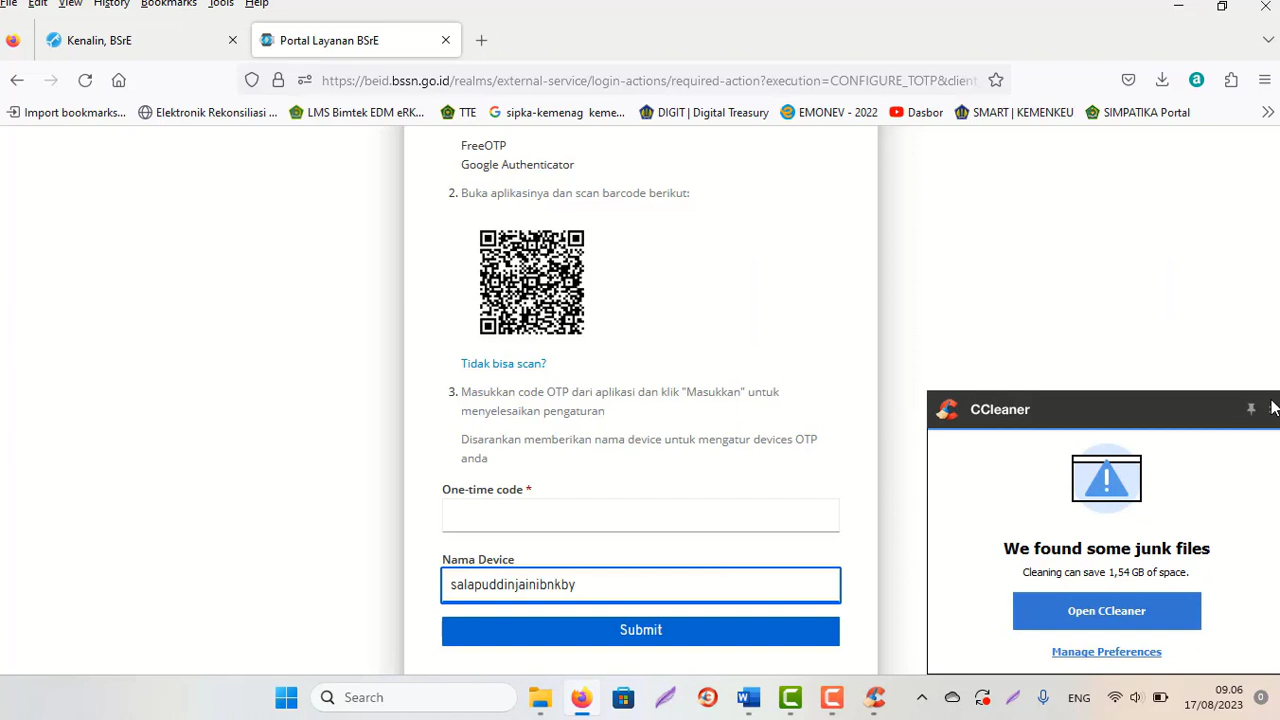 File Edit View History Bookmarks Tools Help
Kenalin, BSrE
Portal Layanan BSrE
https://beid.bssn.go.id/realms/external-service/login-actions/required-action?execution=CONFIGURE_TOTP&client
Import bookmarks... Elektronik Rekonsiliasi ... LMS Bimtek EDM eRK... TTE sipka-kemenag keme... DIGIT | Digital Treasury EMONEV - 2022 Dasbor SMART | KEMENKEU SIMPATIKA Portal
FreeOTP
Google Authenticator
2. Buka aplikasinya dan scan barcode berikut:
Tidak bisa scan?
3. Masukkan code OTP dari aplikasi dan klik "Masukkan" untuk
menyelesaikan pengaturan
Disarankan memberikan nama device untuk mengatur devices OTP
anda
One-time code *
Nama Device
salapuddinjainibnkby
Submit
CCleaner
We found some junk files
Cleaning can save 1,54 GB of space.
Open CCleaner
Manage Preferences
Search
ENG
09.06
17/08/2023